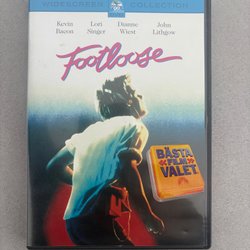 WIDESCREEN COLLECTION
Kevin Bacon
Lori Singer
Dianne Wiest
John Lithgow
Footloose
BÄSTA
FILM
VALET